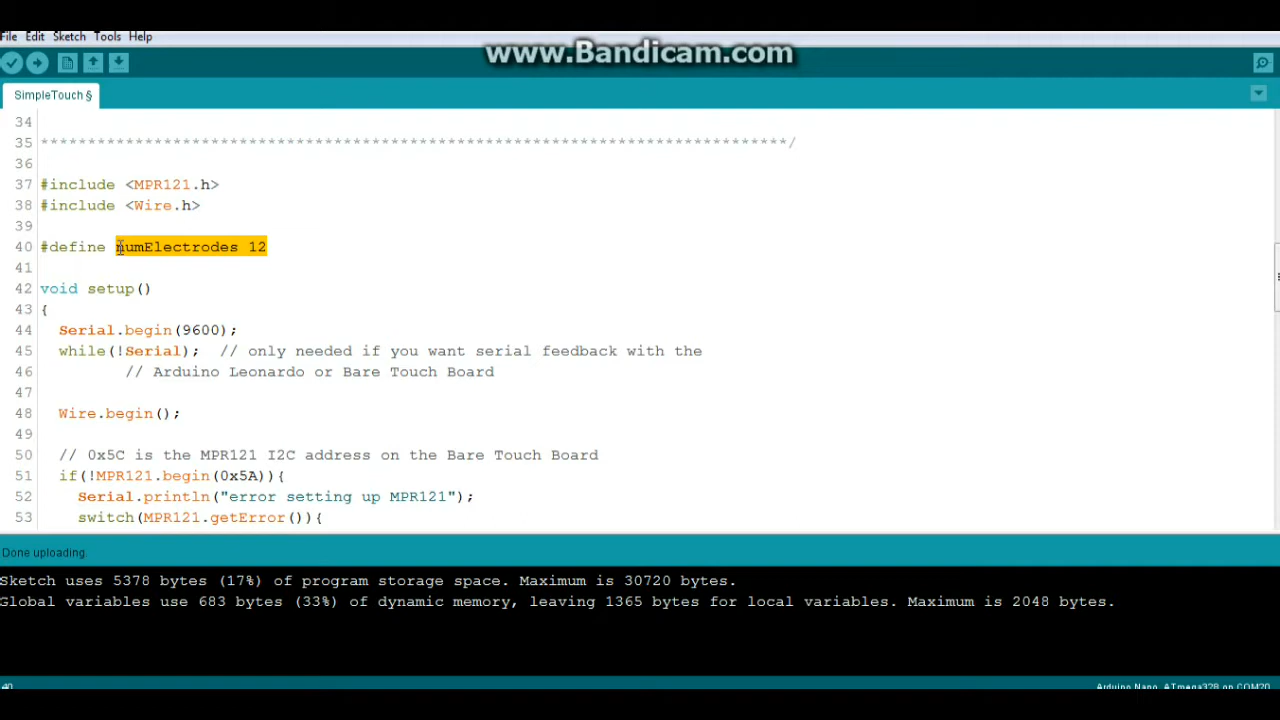 File Edit Sketch Tools Help
www.Bandicam.com
SimpleTouch §
34
35 ********************************************************************************/
36
37 #include <MPR121.h>
38 #include <Wire.h>
39
40 #define numElectrodes 12
41
42 void setup()
43 {
44 Serial.begin(9600);
45 while(!Serial); // only needed if you want serial feedback with the
46 // Arduino Leonardo or Bare Touch Board
47
48 Wire.begin();
49
50 // 0x5C is the MPR121 I2C address on the Bare Touch Board
51 if(!MPR121.begin(0x5A)){
52 Serial.println("error setting up MPR121");
53 switch(MPR121.getError()){
Done uploading.
Sketch uses 5378 bytes (17%) of program storage space. Maximum is 30720 bytes.
Global variables use 683 bytes (33%) of dynamic memory, leaving 1365 bytes for local variables. Maximum is 2048 bytes.
40 Arduino Nano, ATmega328 on COM20